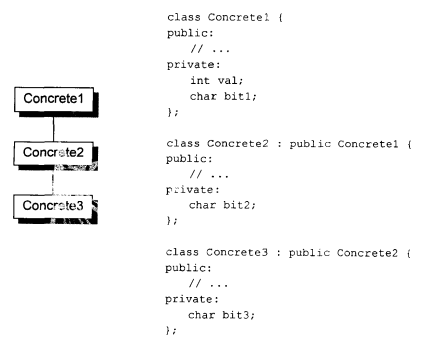 Concrete1
Concrete2
Concrete3
class Concrete1 {
public:
// ...
private:
int val;
char bit1;
};
class Concrete2 : public Concrete1 {
public:
// ...
private:
char bit2;
};
class Concrete3 : public Concrete2 {
public:
// ...
private:
char bit3;
};